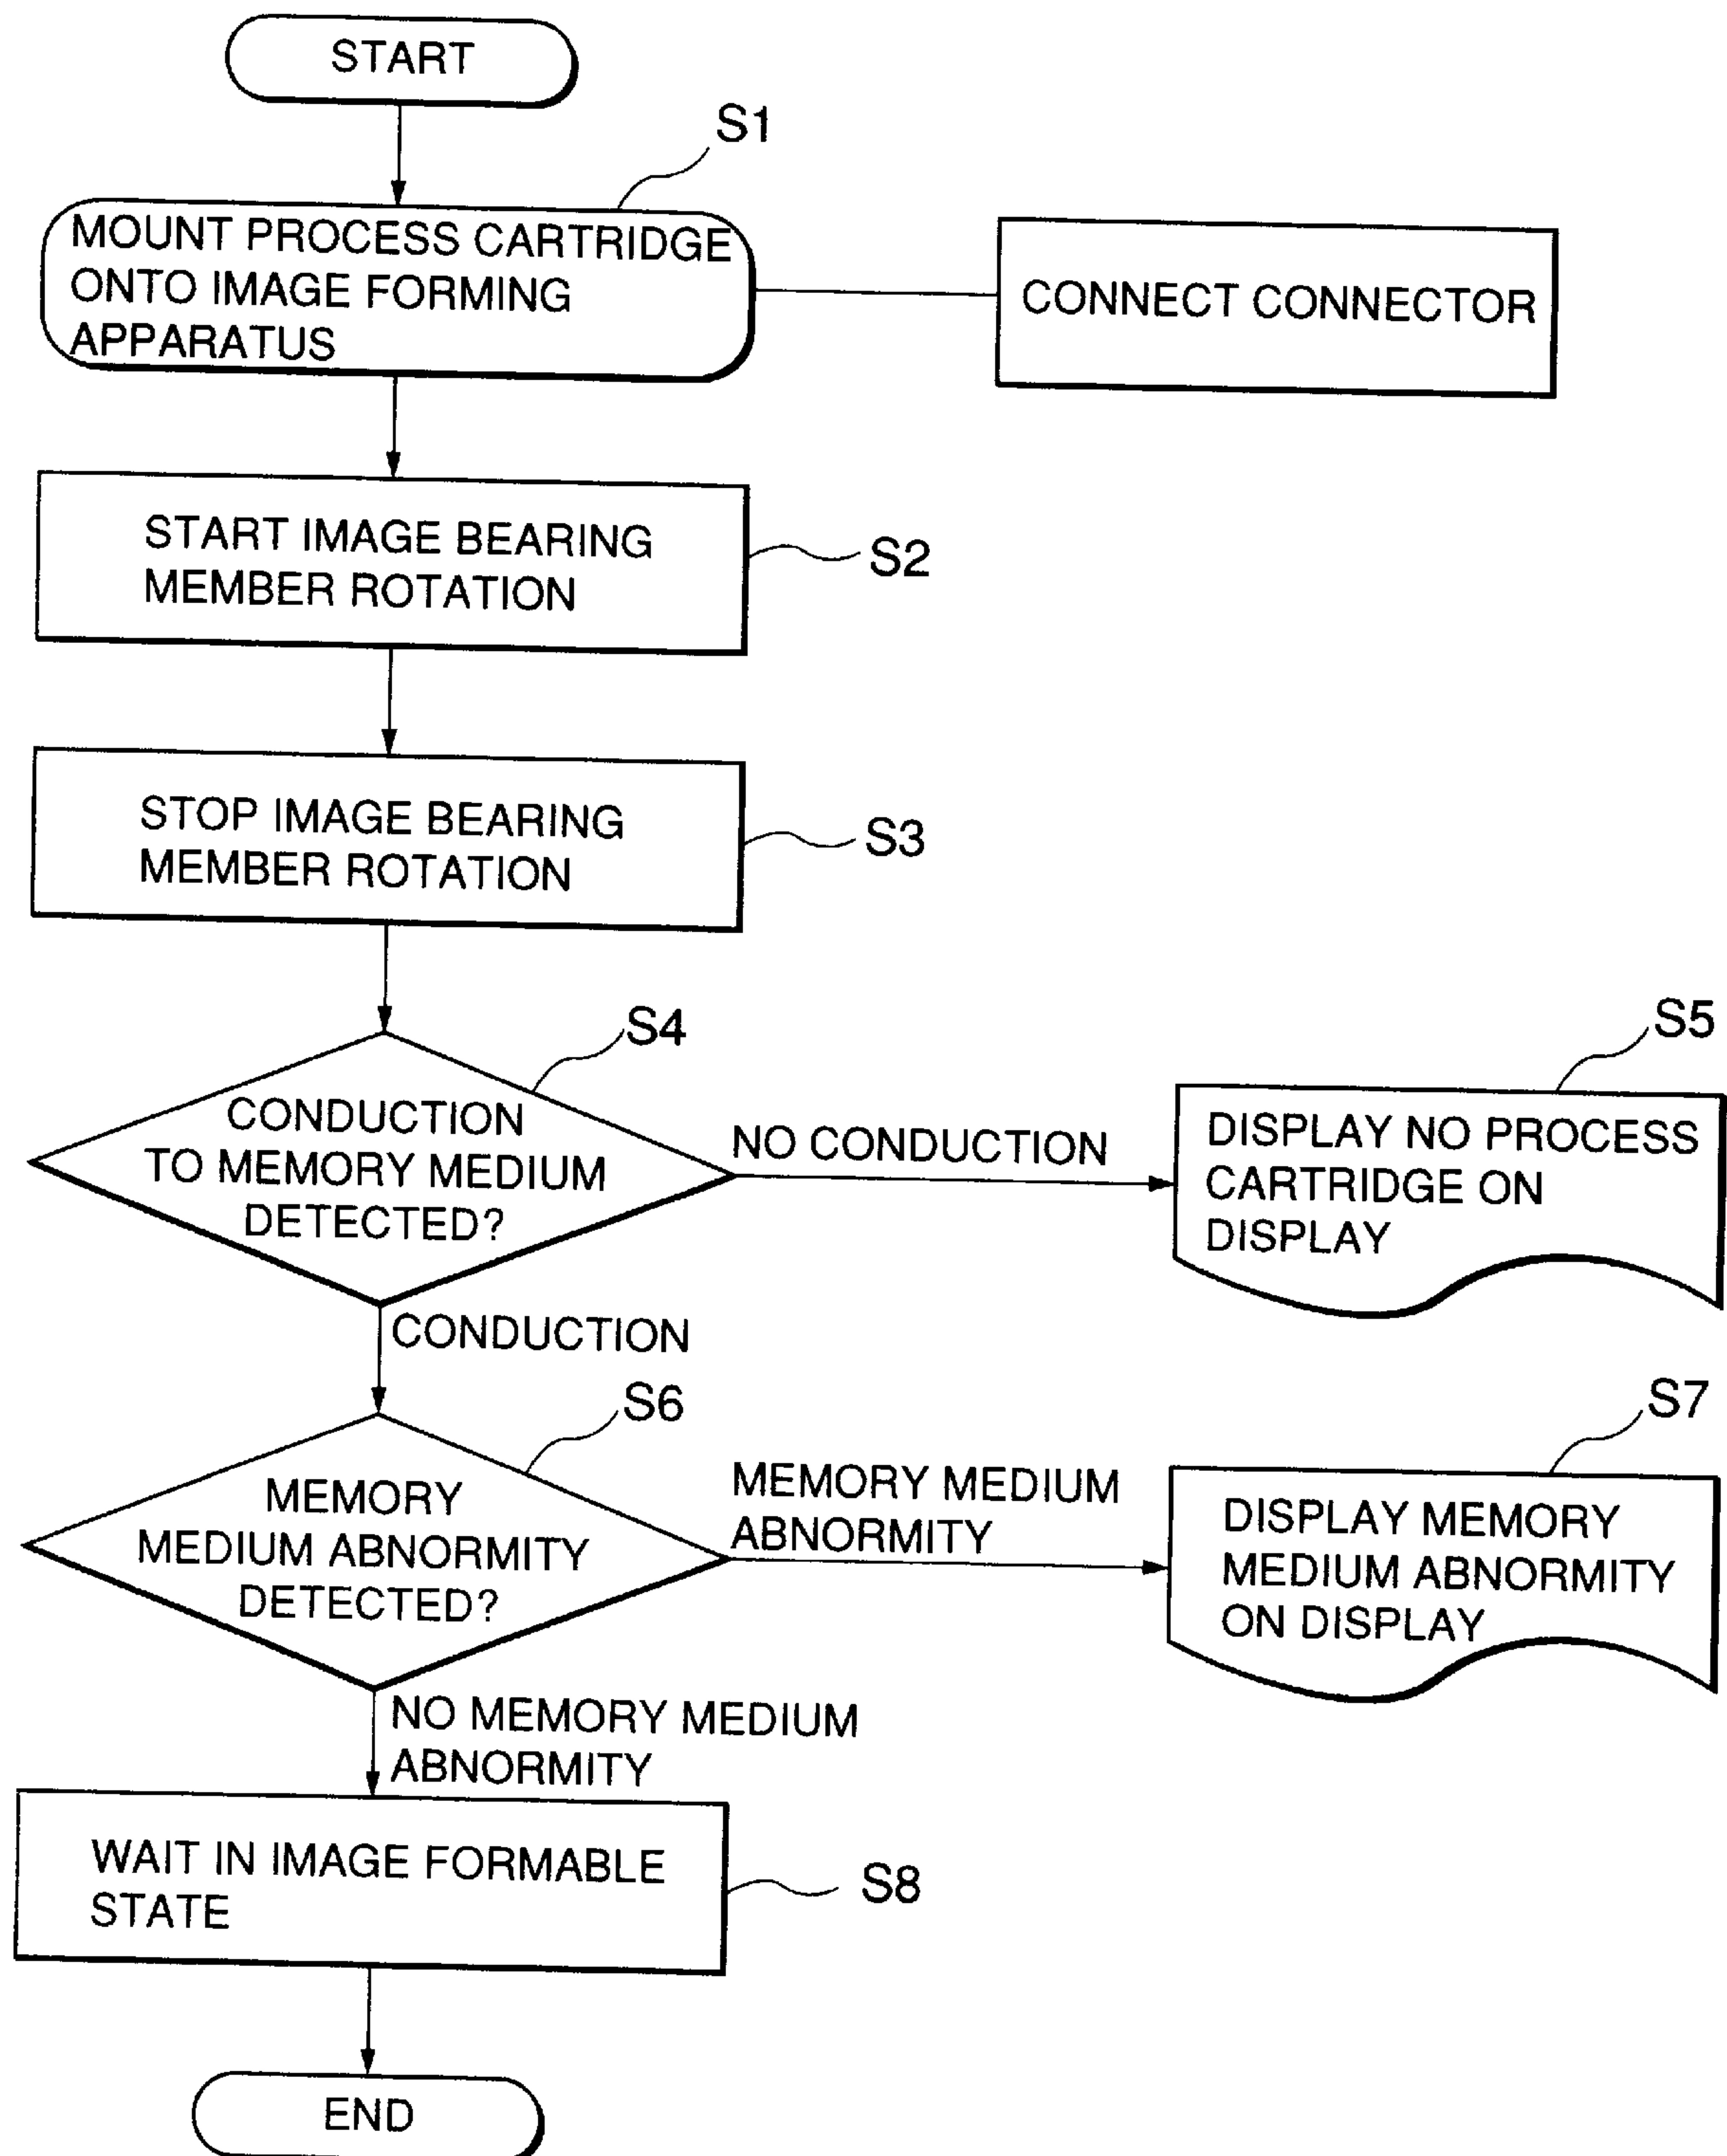 START
S1
MOUNT PROCESS CARTRIDGE
ONTO IMAGE FORMING
APPARATUS
CONNECT CONNECTOR
START IMAGE BEARING
MEMBER ROTATION
S2
STOP IMAGE BEARING
MEMBER ROTATION
S3
S4
CONDUCTION
TO MEMORY MEDIUM
DETECTED?
NO CONDUCTION
S5
DISPLAY NO PROCESS
CARTRIDGE ON
DISPLAY
CONDUCTION
S6
MEMORY
MEDIUM ABNORMITY
DETECTED?
MEMORY MEDIUM
ABNORMITY
S7
DISPLAY MEMORY
MEDIUM ABNORMITY
ON DISPLAY
NO MEMORY MEDIUM
ABNORMITY
WAIT IN IMAGE FORMABLE
STATE
S8
END